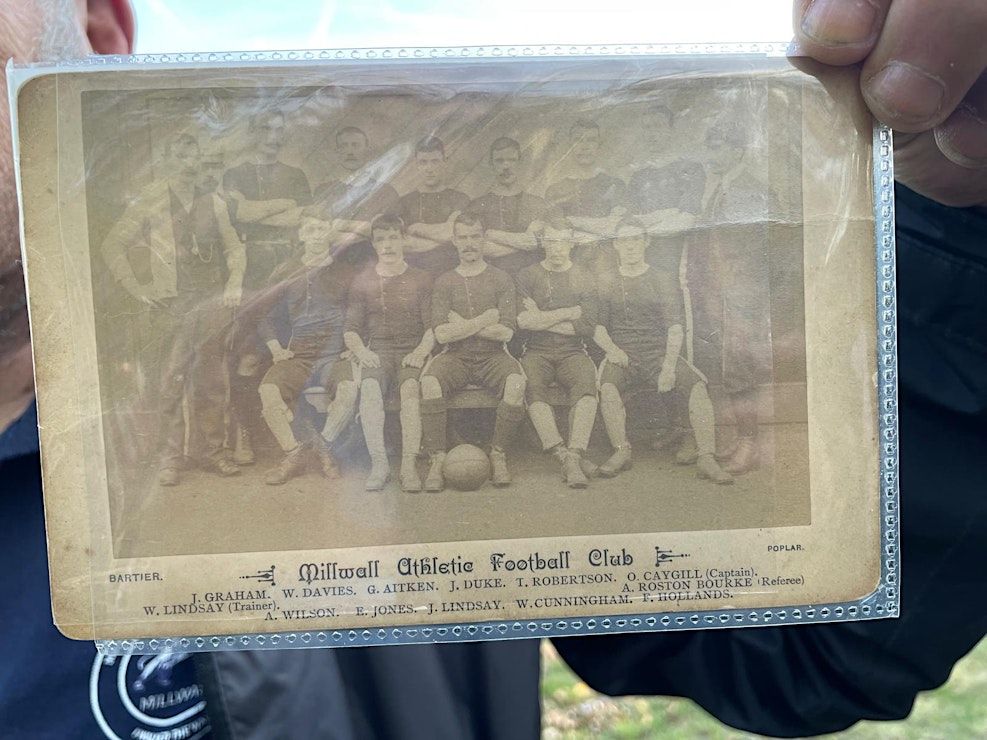 BARTIER.
Millwall Athletic Football Club
POPLAR.
J. GRAHAM. W. DAVIES. G. AITKEN. J. DUKE. T. ROBERTSON. O. CAYGILL (Captain).
W. LINDSAY (Trainer). A. ROSTON BOURKE (Referee)
A. WILSON. E. JONES. J. LINDSAY. W. CUNNINGHAM. F. HOLLANDS.